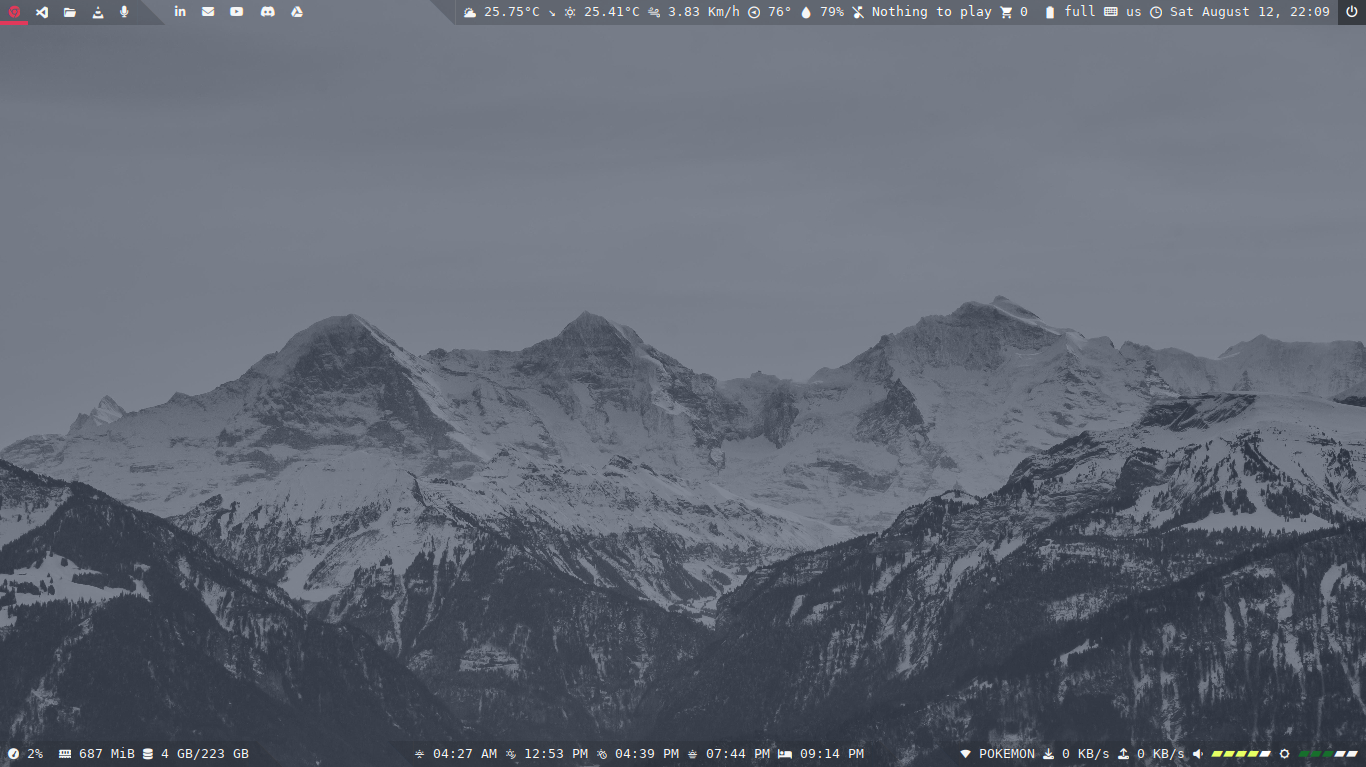 25.75°C ↘ 25.41°C 3.83 Km/h 76° 79% Nothing to play 0 full us Sat August 12, 22:09
2% 687 MiB 4 GB/223 GB 04:27 AM 12:53 PM 04:39 PM 07:44 PM 09:14 PM POKEMON 0 KB/s 0 KB/s